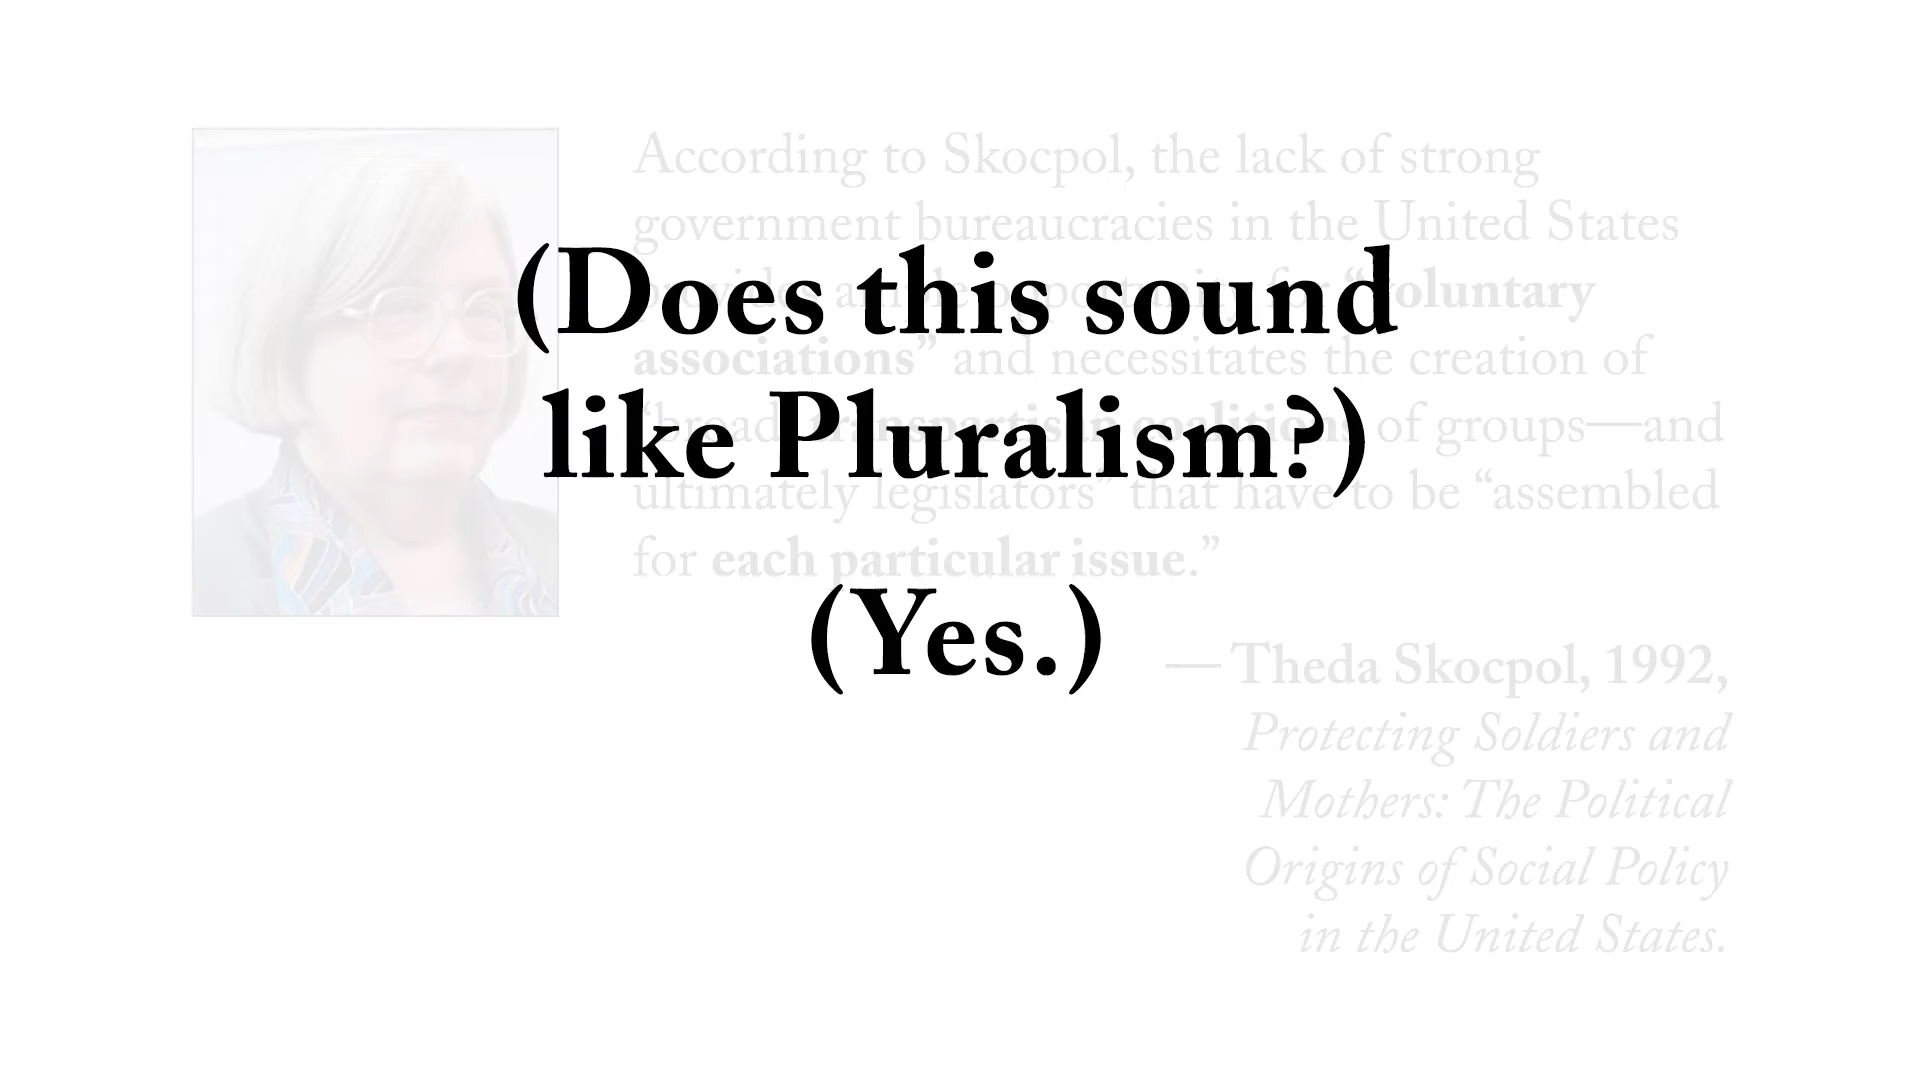 (Does this sound
like Pluralism?)
(Yes.)
According to Skocpol, the lack of strong
government bureaucracies in the United States
“voluntary
associations” and necessitates the creation of
coalitions of groups—and
ultimately legislators” that have to be “assembled
for each particular issue.”
— Theda Skocpol, 1992,
Protecting Soldiers and
Mothers: The Political
Origins of Social Policy
in the United States.